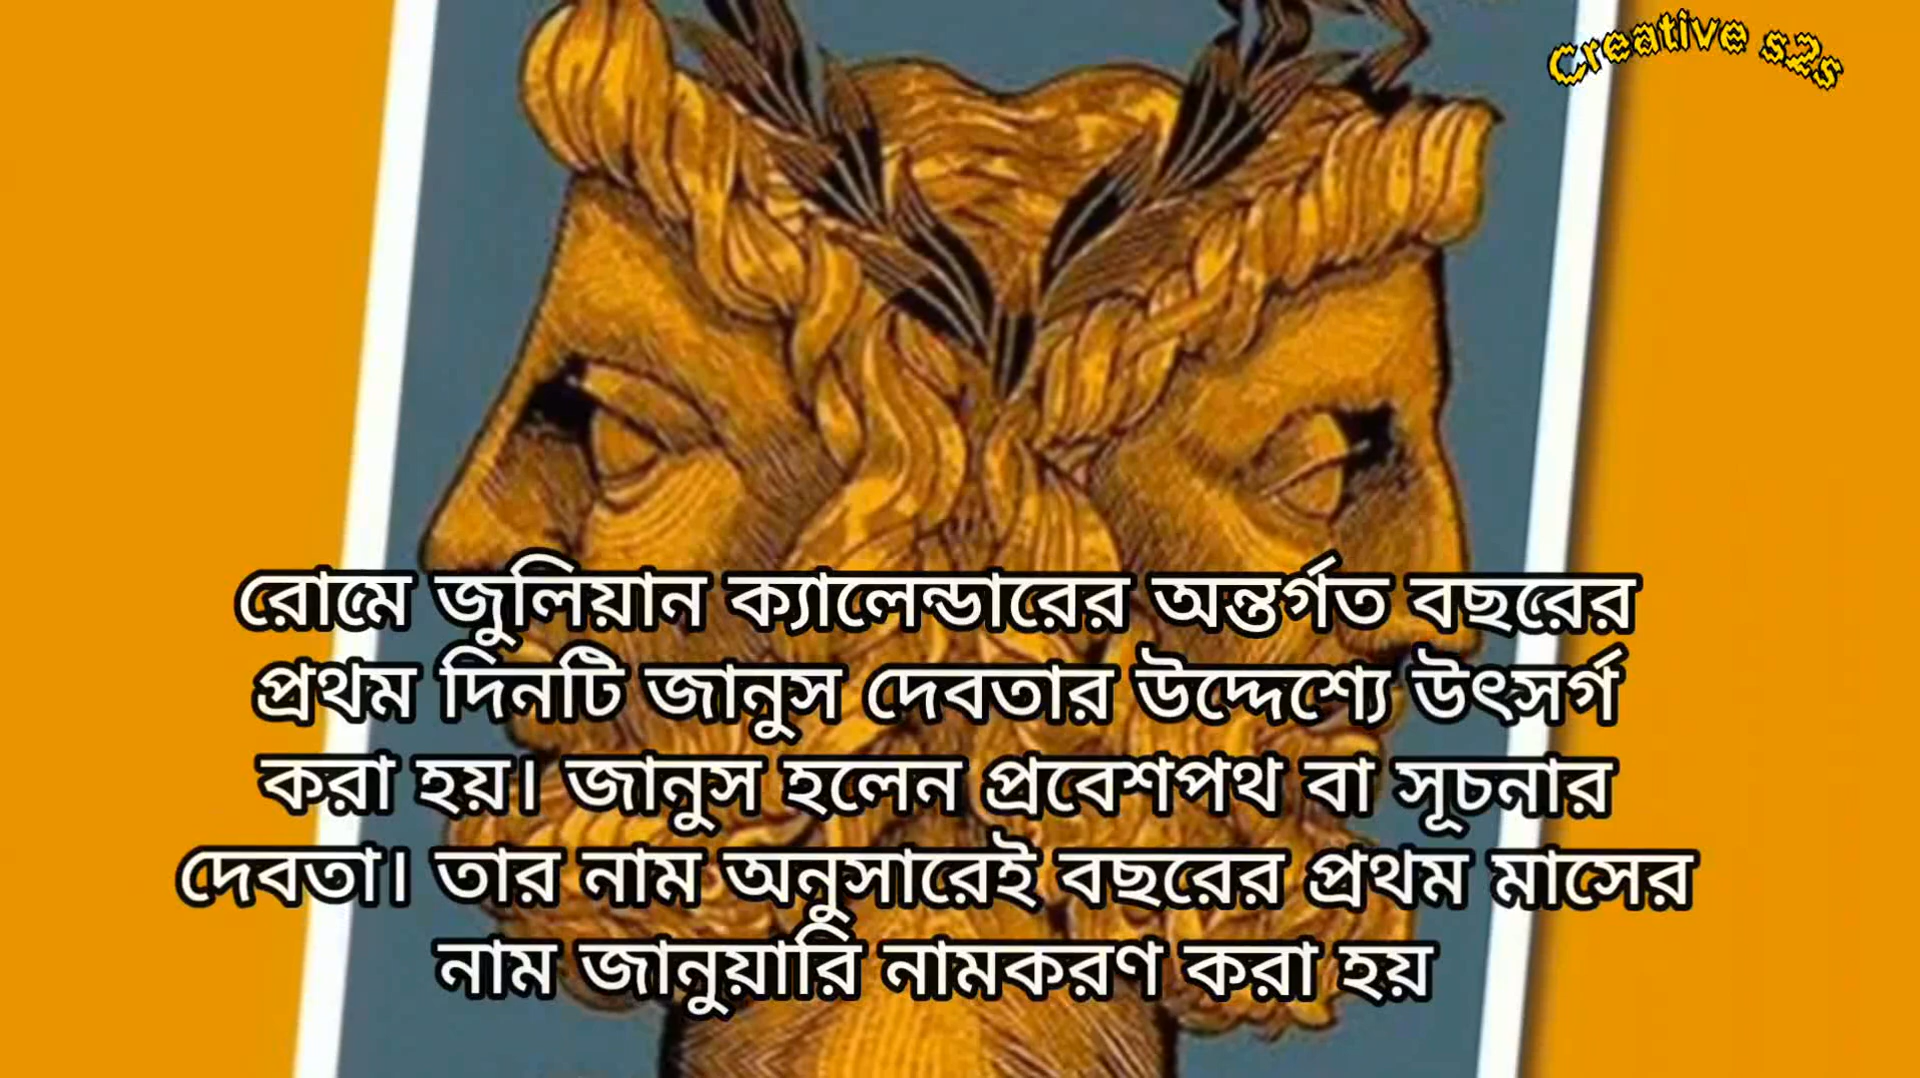 Creative s2s
রোমে জুলিয়ান ক্যালেন্ডারের অন্তর্গত বছরের
প্রথম দিনটি জানুস দেবতার উদ্দেশ্যে উৎসর্গ
করা হয়। জানুস হলেন প্রবেশপথ বা সূচনার
দেবতা। তার নাম অনুসারেই বছরের প্রথম মাসের
নাম জানুয়ারি নামকরণ করা হয়